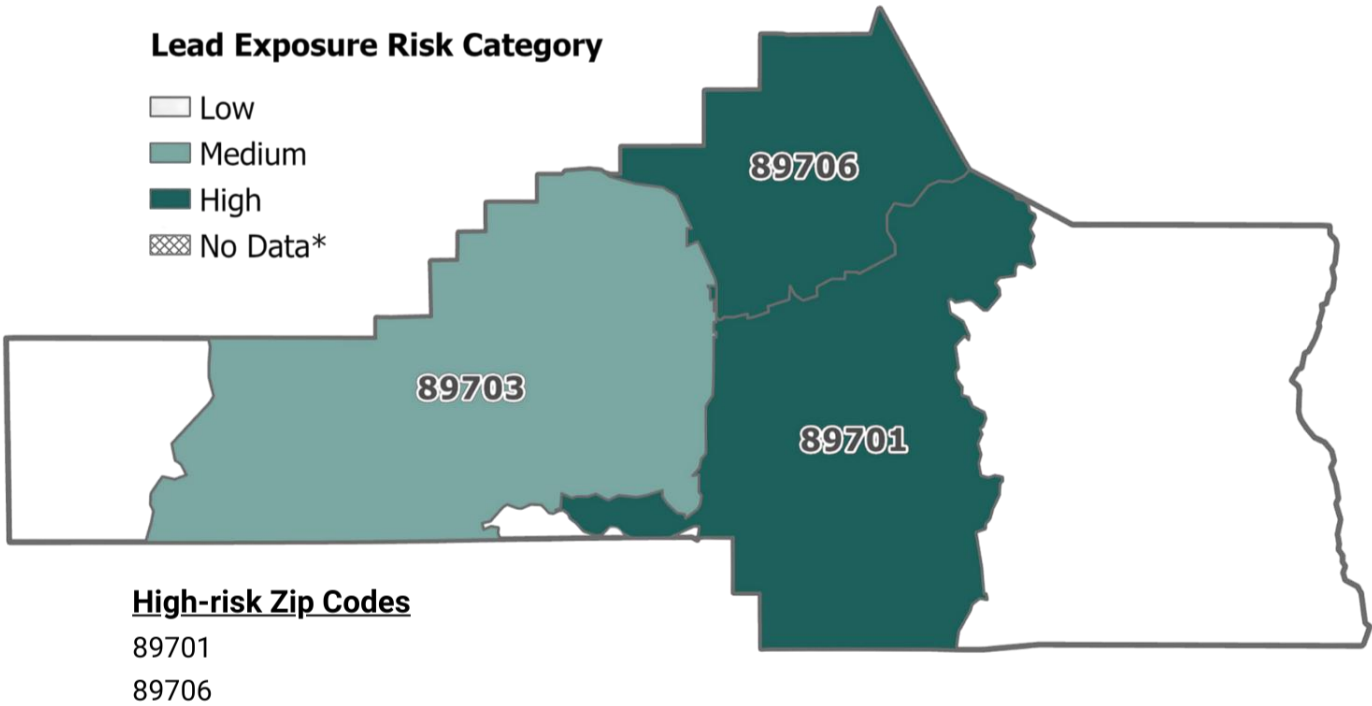 Lead Exposure Risk Category
Low
Medium
High
No Data*
89706
89703
89701
High-risk Zip Codes
89701
89706